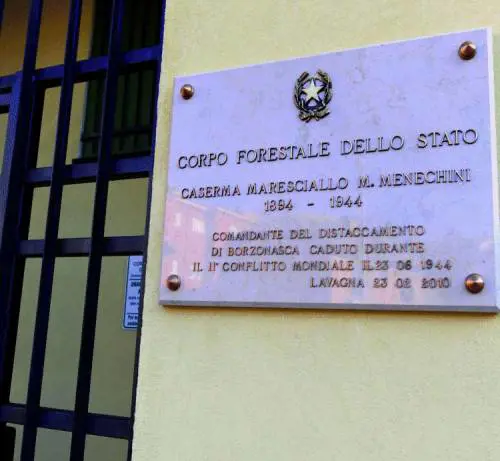 CORPO FORESTALE DELLO STATO
CASERMA MARESCIALLO M. MENECHINI
1894 - 1944
COMANDANTE DEL DISTACCAMENTO
DI BORZONASCA CADUTO DURANTE
IL II° CONFLITTO MONDIALE IL 23 06 1944
LAVAGNA 23 02 2010